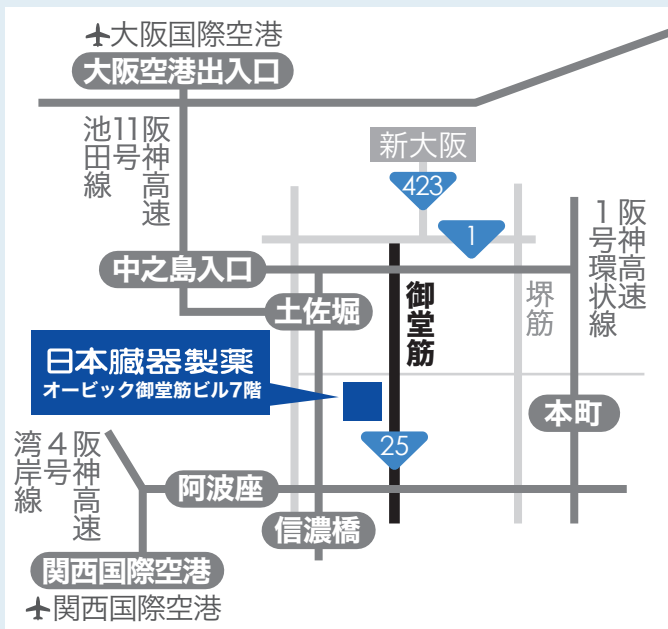 大阪国際空港
大阪空港出入口
阪神高速
11号
池田線
新大阪
423
1
阪神高速
1号環状線
中之島入口
土佐堀
御堂筋
堺筋
日本臓器製薬
オービック御堂筋ビル7階
本町
25
阪神高速
4号
湾岸線
阿波座
信濃橋
関西国際空港
関西国際空港